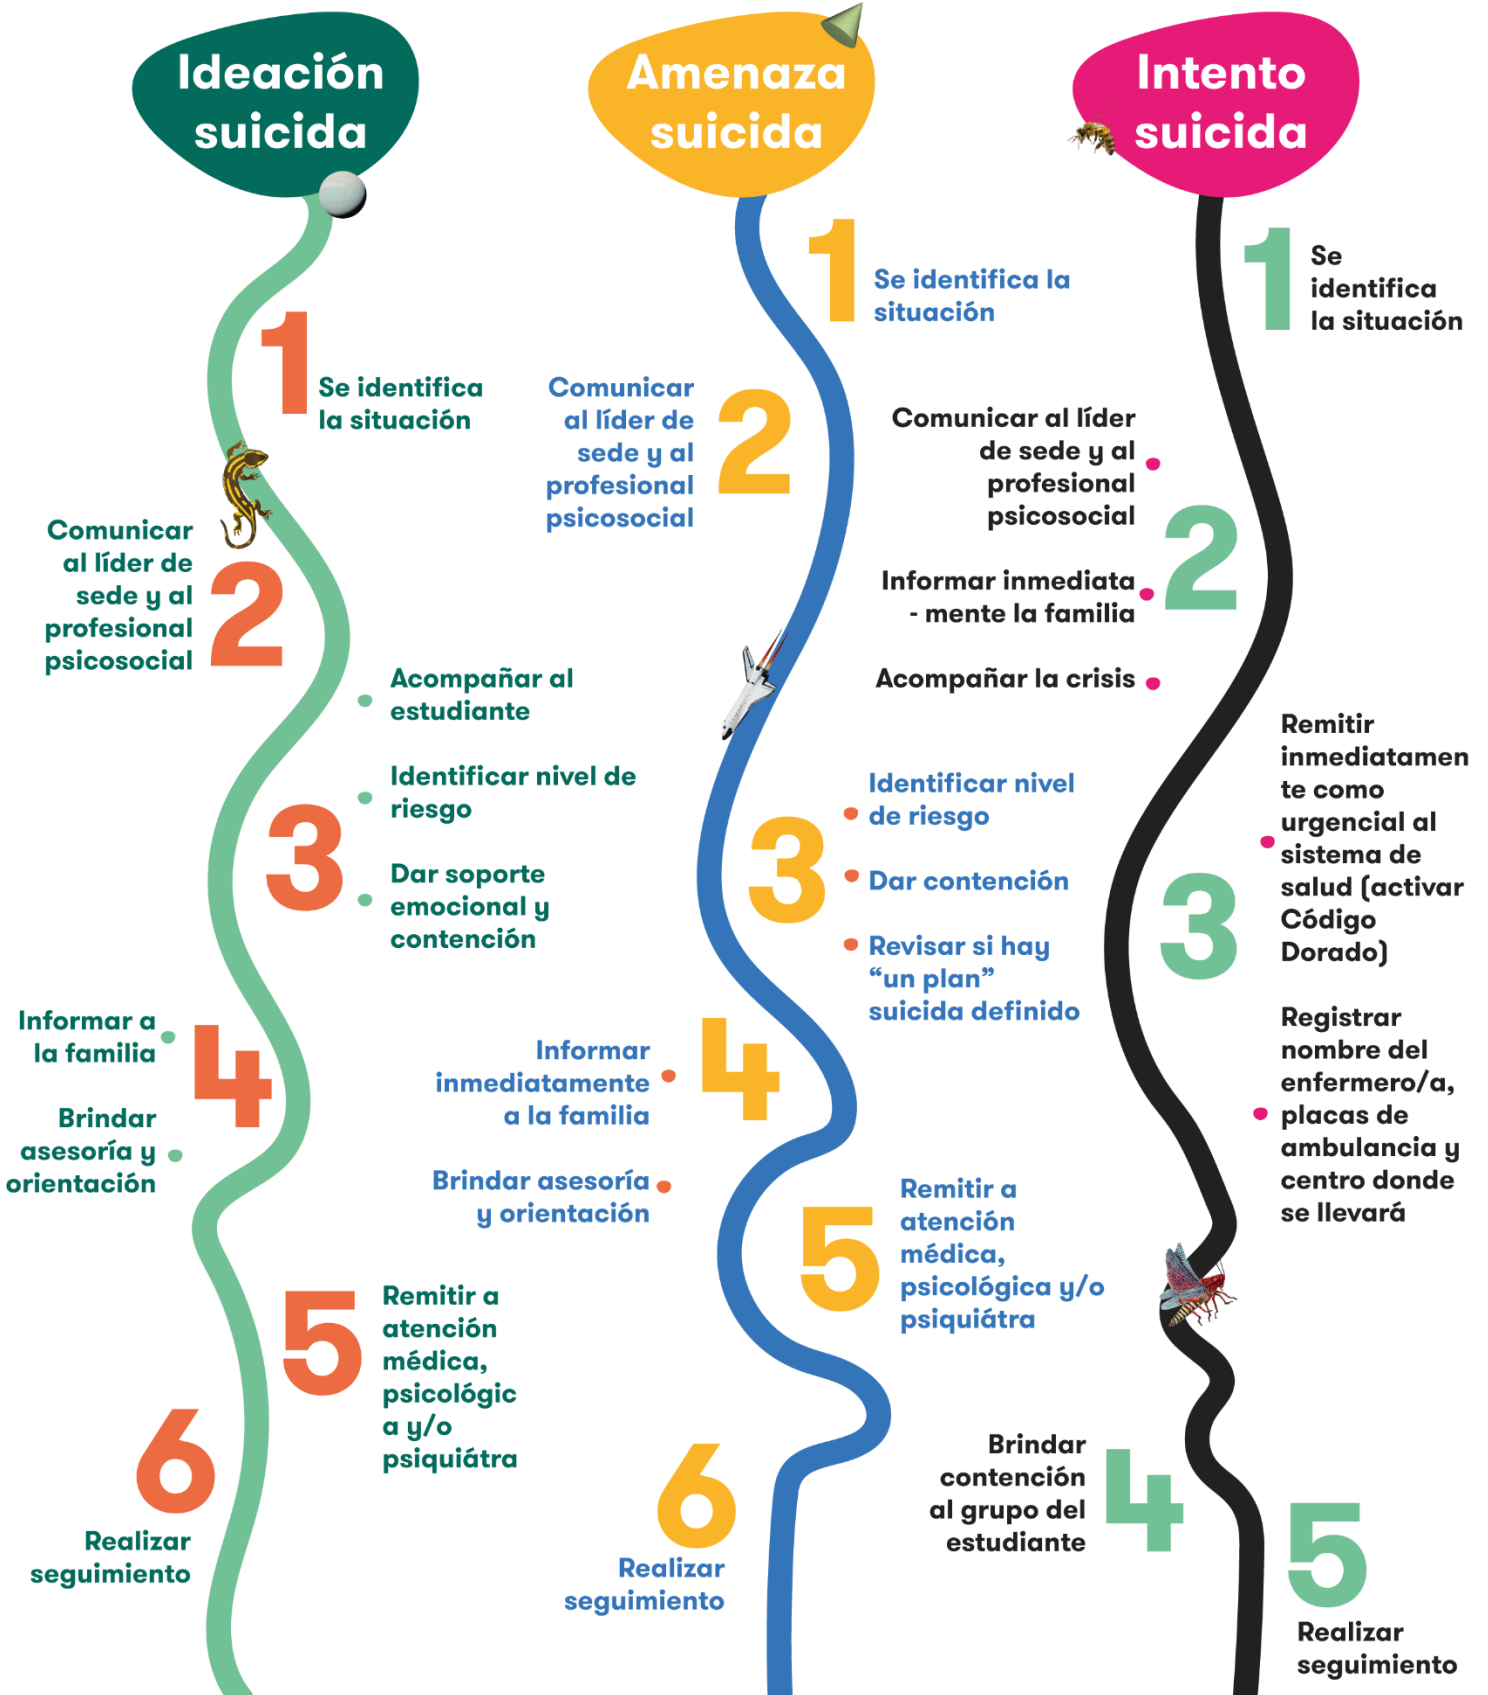 Ideación
suicida
1
Se identifica
la situación
2
Comunicar
al líder de
sede y al
profesional
psicosocial
3
Acompañar al
estudiante
Identificar nivel de
riesgo
Dar soporte
emocional y
contención
4
Informar a
la familia
Brindar
asesoría y
orientación
5
Remitir a
atención
médica,
psicológic
a y/o
psiquiátra
6
Realizar
seguimiento
Amenaza
suicida
1
Se identifica la
situación
2
Comunicar
al líder de
sede y al
profesional
psicosocial
3
Identificar nivel
de riesgo
Dar contención
Revisar si hay
“un plan”
suicida definido
4
Informar
inmediatamente
a la familia
Brindar asesoría
y orientación
5
Remitir a
atención
médica,
psicológica y/o
psiquiátra
6
Realizar
seguimiento
Intento
suicida
1
Se
identifica
la situación
2
Comunicar al líder
de sede y al
profesional
psicosocial
Informar inmediata
- mente la familia
Acompañar la crisis
3
Remitir
inmediatamen
te como
urgencial al
sistema de
salud (activar
Código
Dorado)
Registrar
nombre del
enfermero/a,
placas de
ambulancia y
centro donde
se llevará
4
Brindar
contención
al grupo del
estudiante
5
Realizar
seguimiento